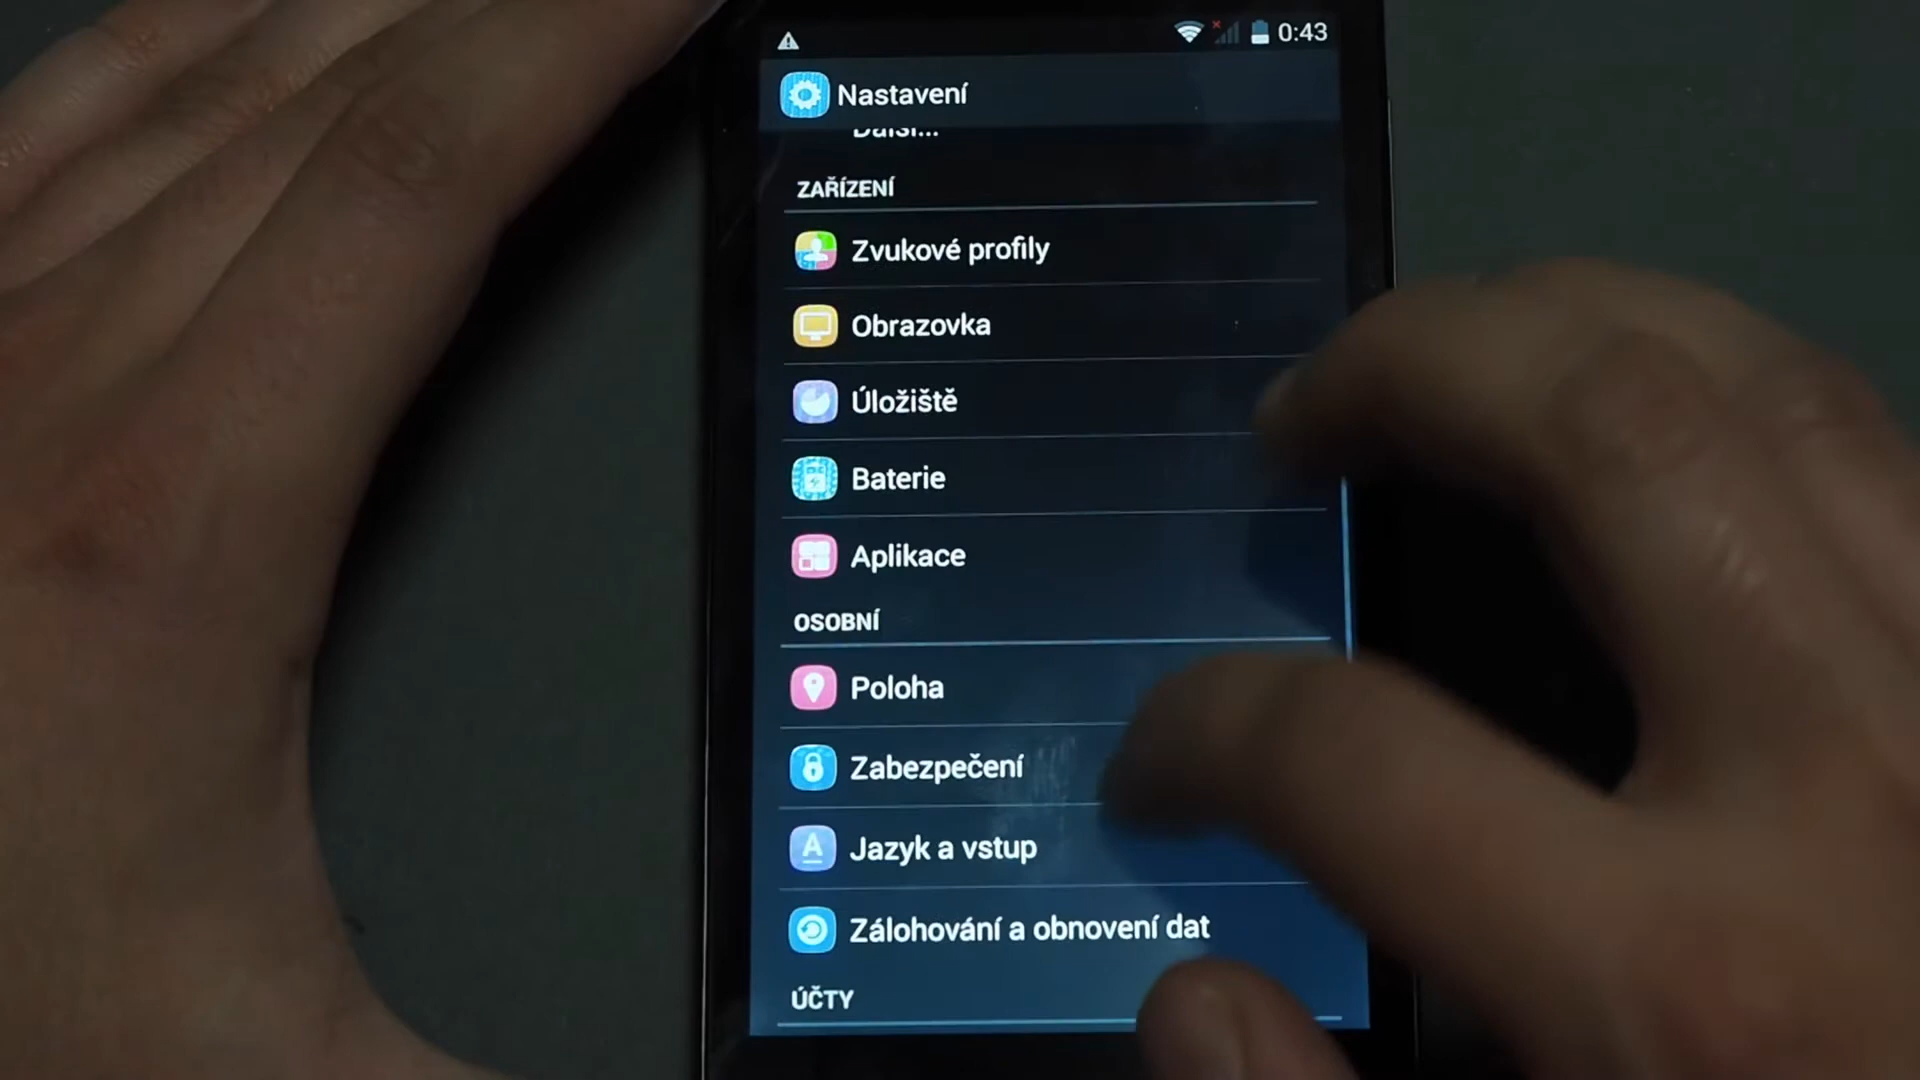 0:43
Nastavení
Další...
ZAŘÍZENÍ
Zvukové profily
Obrazovka
Úložiště
Baterie
Aplikace
OSOBNÍ
Poloha
Zabezpečení
Jazyk a vstup
Zálohování a obnovení dat
ÚČTY